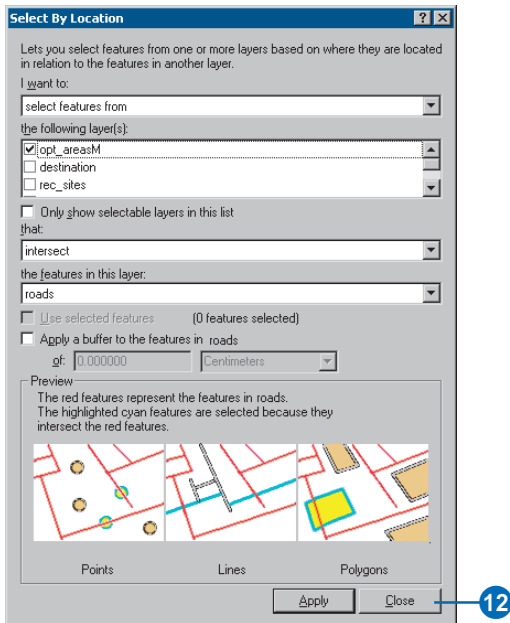 Select By Location
Lets you select features from one or more layers based on where they are located
in relation to the features in another layer.
I want to:
select features from
the following layer(s):
opt_areasM
destination
rec_sites
Only show selectable layers in this list
that:
intersect
the features in this layer:
roads
Use selected features (0 features selected)
Apply a buffer to the features in roads
of: 0.000000 Centimeters
Preview
The red features represent the features in roads.
The highlighted cyan features are selected because they
intersect the red features.
Points Lines Polygons
Apply Close 12